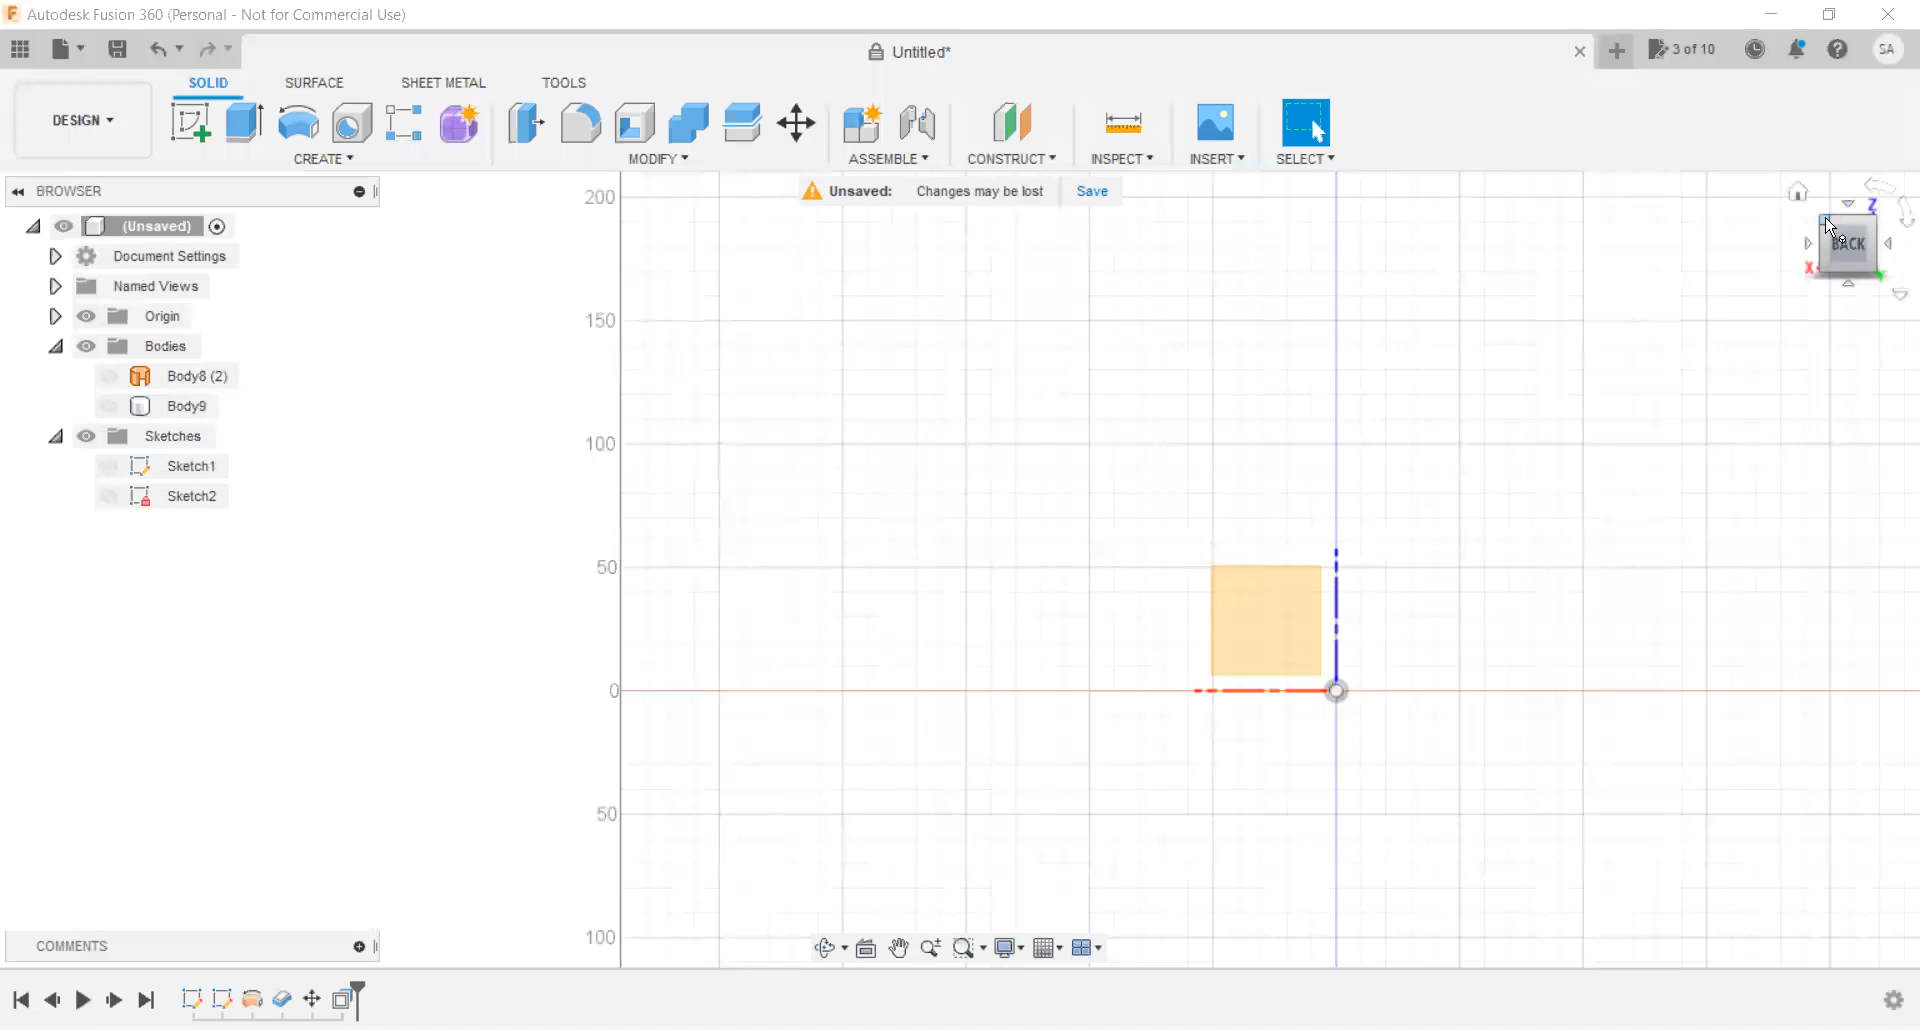 Autodesk Fusion 360 (Personal - Not for Commercial Use)
Untitled*
3 of 10
SA
DESIGN
SOLID
SURFACE
SHEET METAL
TOOLS
CREATE
MODIFY
ASSEMBLE
CONSTRUCT
INSPECT
INSERT
SELECT
BROWSER
Unsaved: Changes may be lost
Save
(Unsaved)
Document Settings
Named Views
Origin
Bodies
Body8 (2)
Body9
Sketches
Sketch1
Sketch2
200
150
100
50
0
50
100
Z
BACK
X
COMMENTS